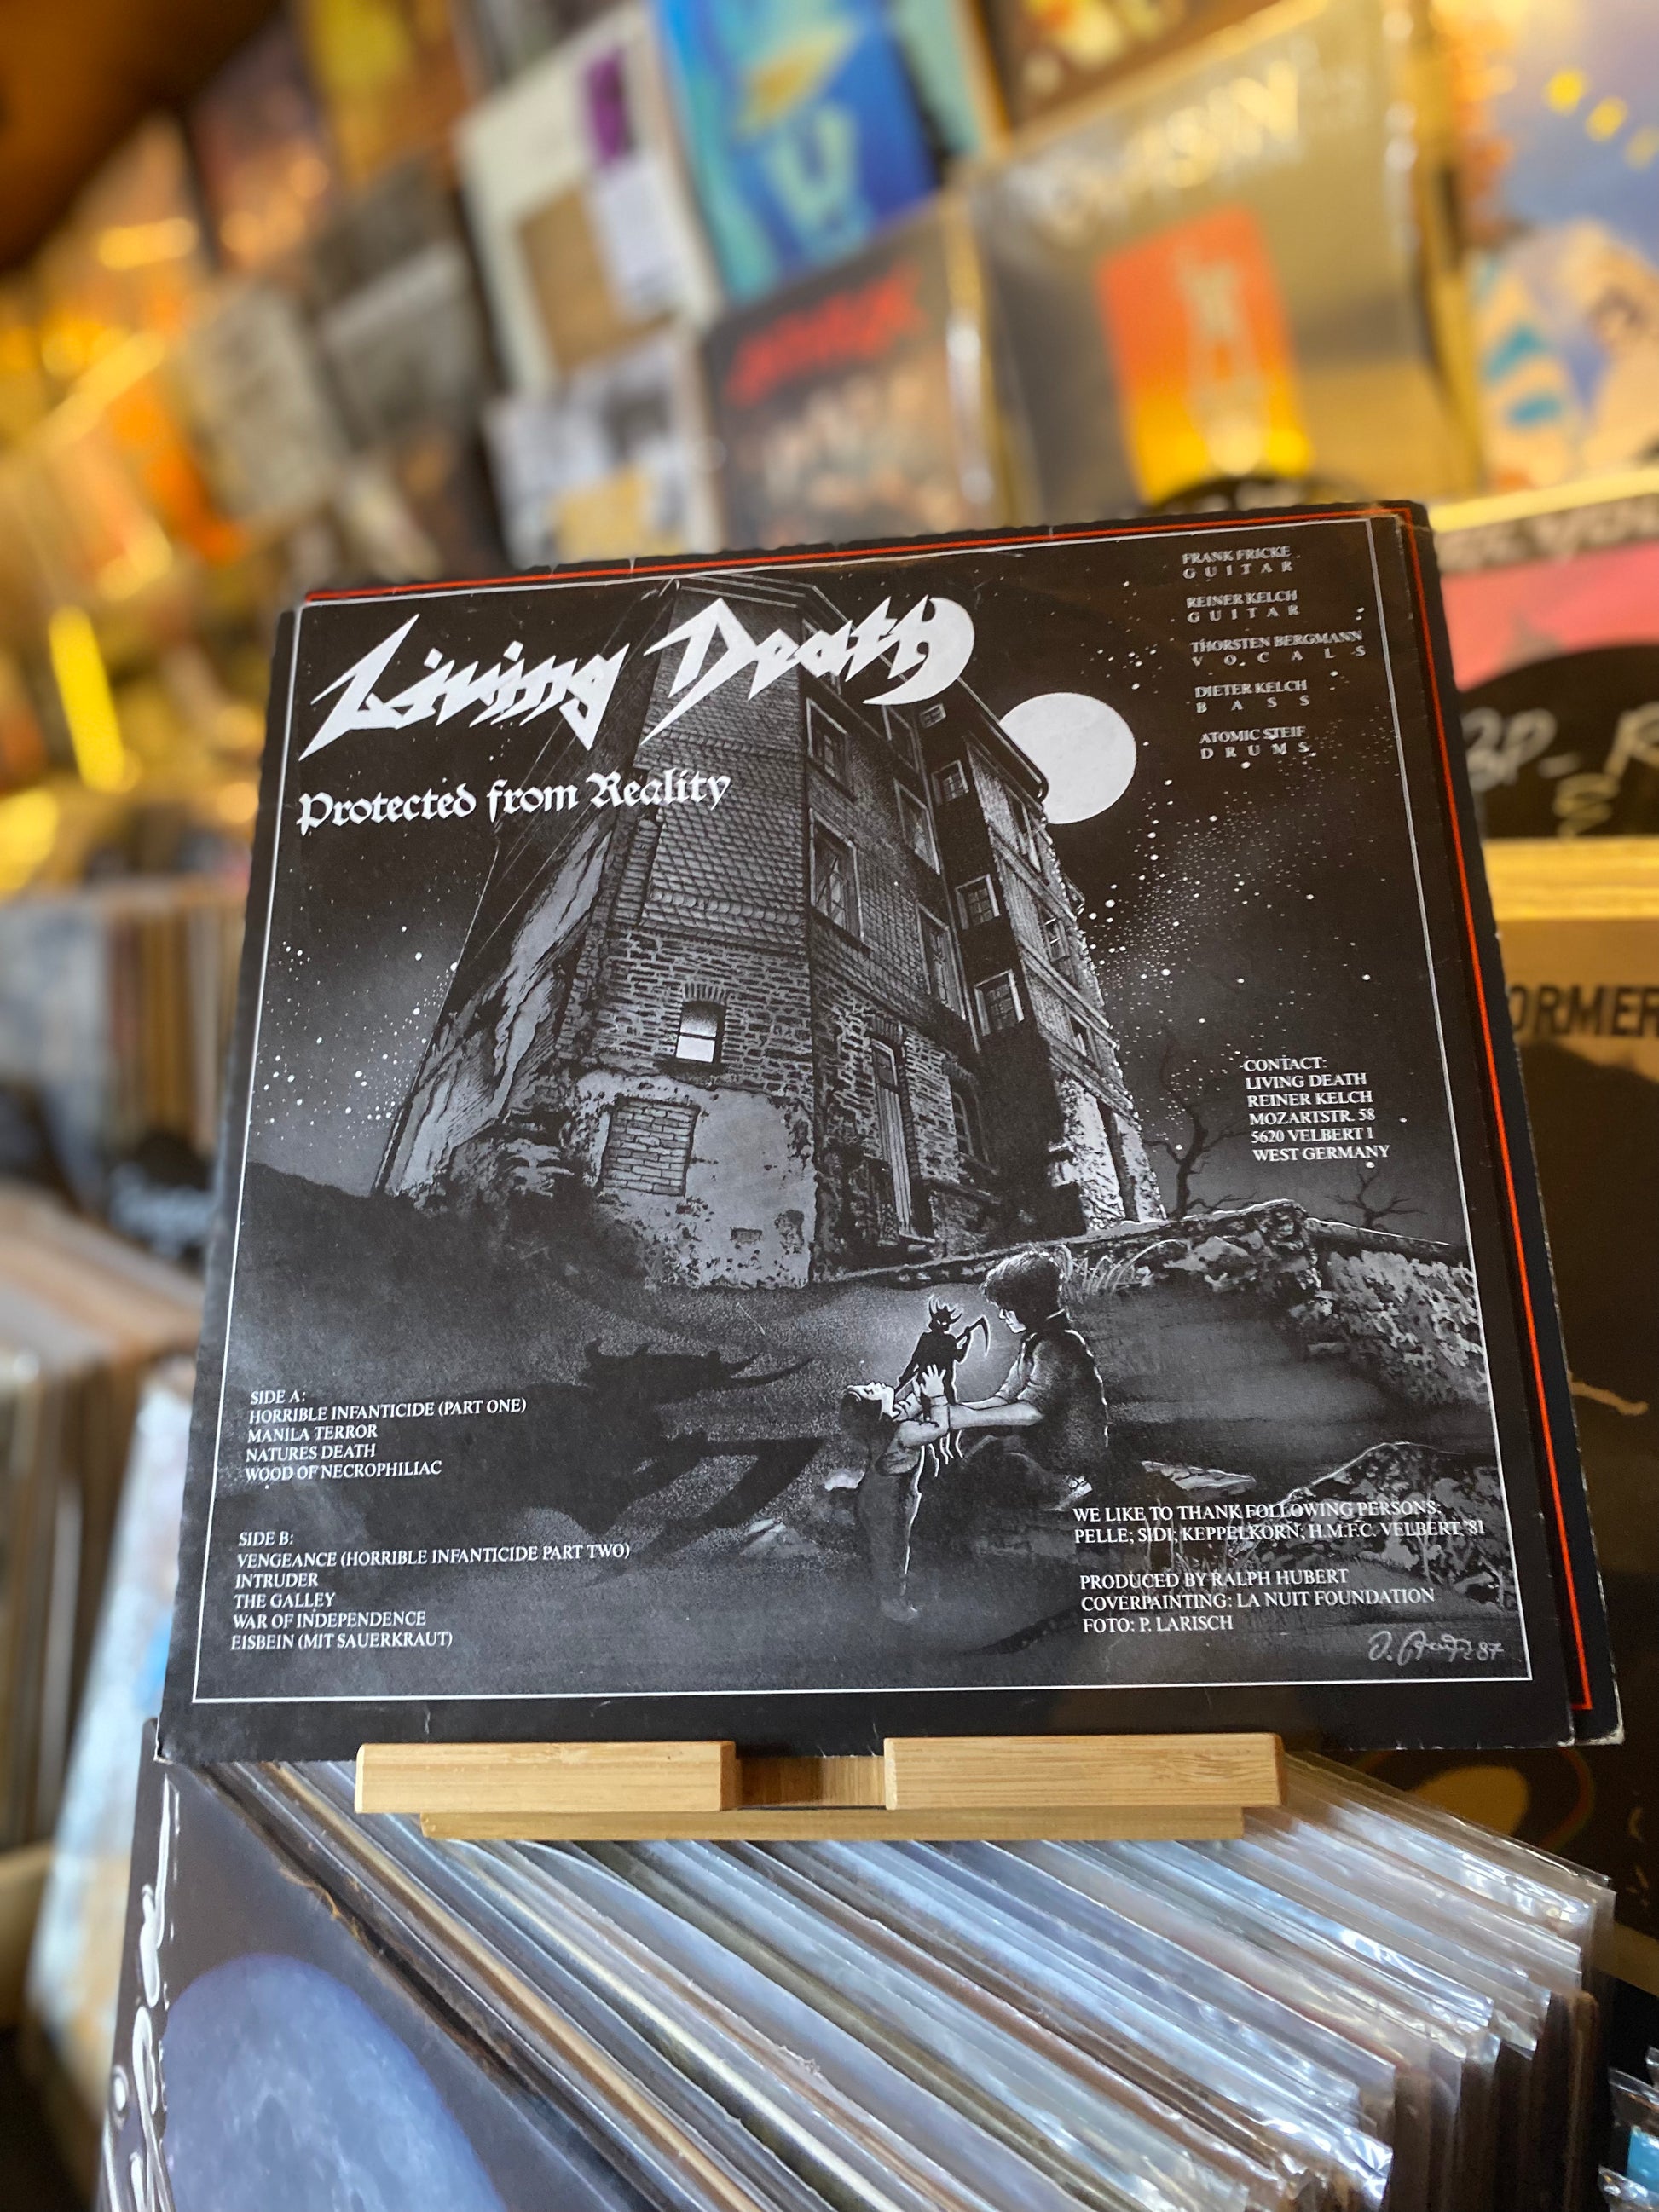 Living Death
Protected from Reality
FRANK FRICKE
GUITAR
REINER KELCH
GUITAR
THORSTEN BERGMANN
VOCALS
DIETER KELCH
BASS
ATOMIC STEIF
DRUMS
ORMER
CONTACT:
LIVING DEATH
REINER KELCH
MOZARTSTR. 58
5620 VELBERT 1
WEST GERMANY
SIDE A:
HORRIBLE INFANTICIDE (PART ONE)
MANILA TERROR
NATURES DEATH
WOOD OF NECROPHILIAC
SIDE B:
VENGEANCE (HORRIBLE INFANTICIDE PART TWO)
INTRUDER
THE GALLEY
WAR OF INDEPENDENCE
EISBEIN (MIT SAUERKRAUT)
WE LIKE TO THANK FOLLOWING PERSONS:
PELLE; SIDI; KEPPELKORN; H.M.F.C. VELBERT '81
PRODUCED BY RALPH HUBERT
COVERPAINTING: LA NUIT FOUNDATION
FOTO: P. LARISCH
87